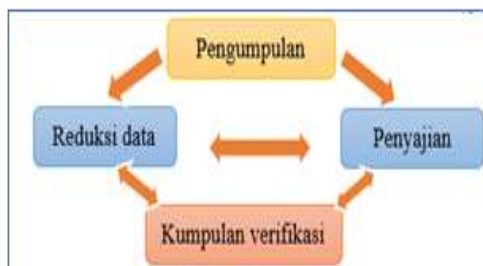 Pengumpulan
Reduksi data
Penyajian
Kumpulan verifikasi